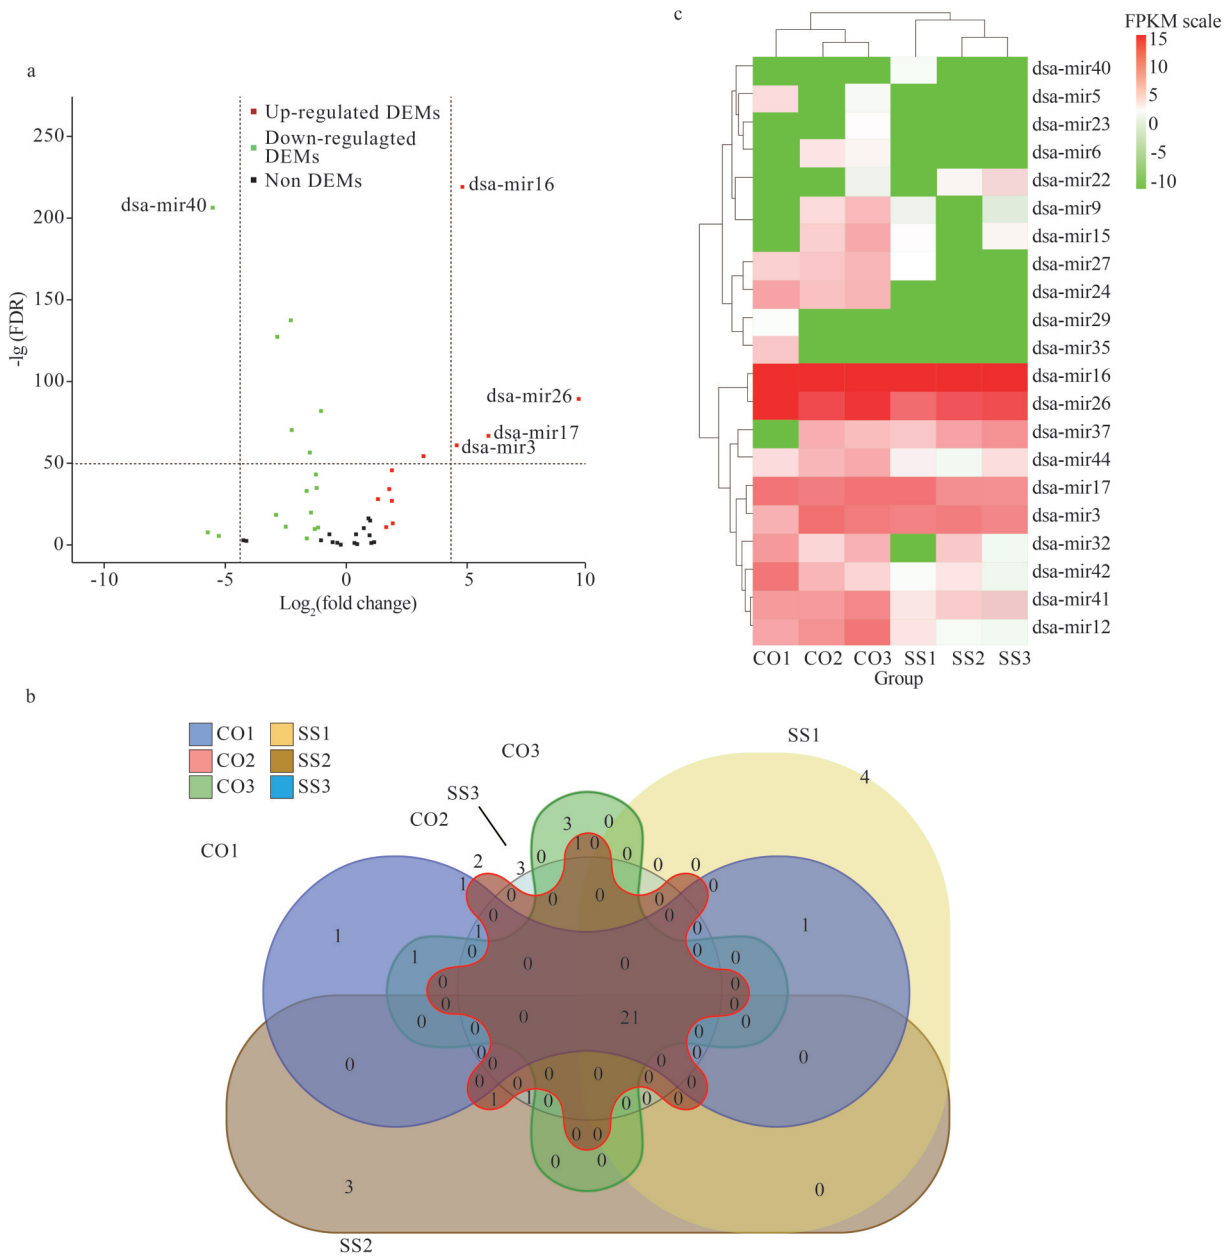 a
250
200
150
100
50
0
-lg (FDR)
-10
-5
0
5
10
Log2(fold change)
Up-regulated DEMs
Down-regulagted
DEMs
Non DEMs
dsa-mir40
dsa-mir16
dsa-mir26
dsa-mir17
dsa-mir3
c
FPKM scale
15
10
5
0
-5
-10
dsa-mir40
dsa-mir5
dsa-mir23
dsa-mir6
dsa-mir22
dsa-mir9
dsa-mir15
dsa-mir27
dsa-mir24
dsa-mir29
dsa-mir35
dsa-mir16
dsa-mir26
dsa-mir37
dsa-mir44
dsa-mir17
dsa-mir3
dsa-mir32
dsa-mir42
dsa-mir41
dsa-mir12
CO1 CO2 CO3 SS1 SS2 SS3
Group
b
CO1 SS1
CO2 SS2
CO3 SS3
CO3
SS1
SS3
CO2
CO1
4
3 0
1 0
2 3 0 0 0 0
1 0 0 0 0 0
0
1 1 0 0 1
1 0 0 0
0 0 0 0
0 0
0 0 21 0 0
0 0 0 0
0 0 0 0 0
0 0 0
1 1 0 0 0 0
0 0
0 0
3 0
SS2